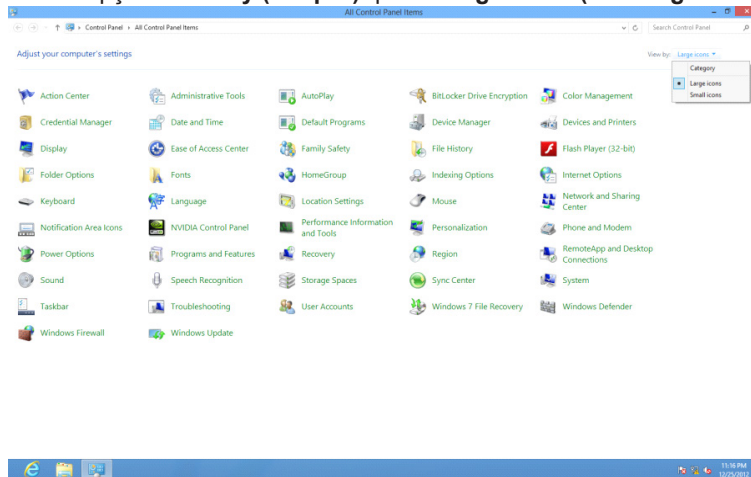 All Control Panel Items
Control Panel ▸ All Control Panel Items
Search Control Panel
Adjust your computer's settings
View by: Large icons
Category
Large icons
Small icons
Action Center
Administrative Tools
AutoPlay
BitLocker Drive Encryption
Color Management
Credential Manager
Date and Time
Default Programs
Device Manager
Devices and Printers
Display
Ease of Access Center
Family Safety
File History
Flash Player (32-bit)
Folder Options
Fonts
HomeGroup
Indexing Options
Internet Options
Keyboard
Language
Location Settings
Mouse
Network and Sharing
Center
Notification Area Icons
NVIDIA Control Panel
Performance Information
and Tools
Personalization
Phone and Modem
Power Options
Programs and Features
Recovery
Region
RemoteApp and Desktop
Connections
Sound
Speech Recognition
Storage Spaces
Sync Center
System
Taskbar
Troubleshooting
User Accounts
Windows 7 File Recovery
Windows Defender
Windows Firewall
Windows Update
11:16 PM
12/25/2012